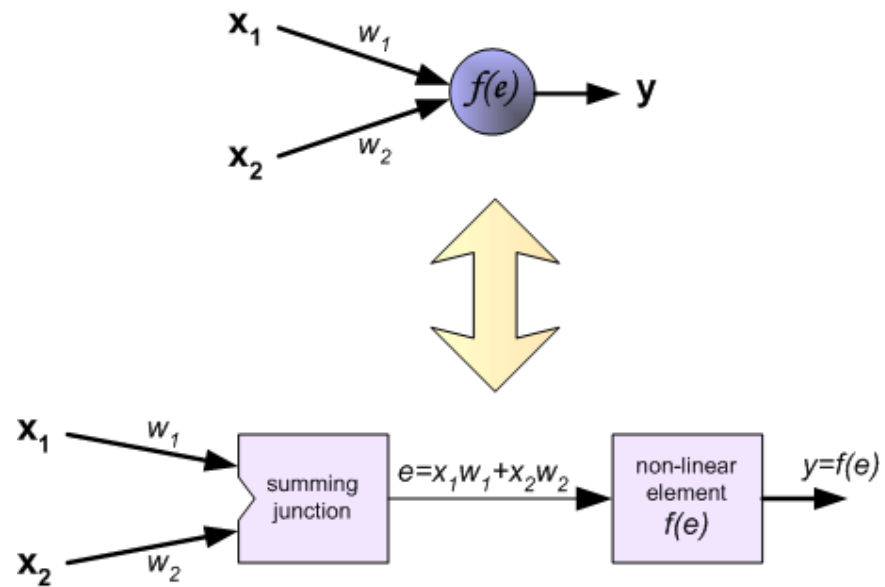 x₁
w₁
f(e)
y
x₂
w₂
x₁
w₁
summing
junction
e=x₁w₁+x₂w₂
non-linear
element
f(e)
y=f(e)
x₂
w₂